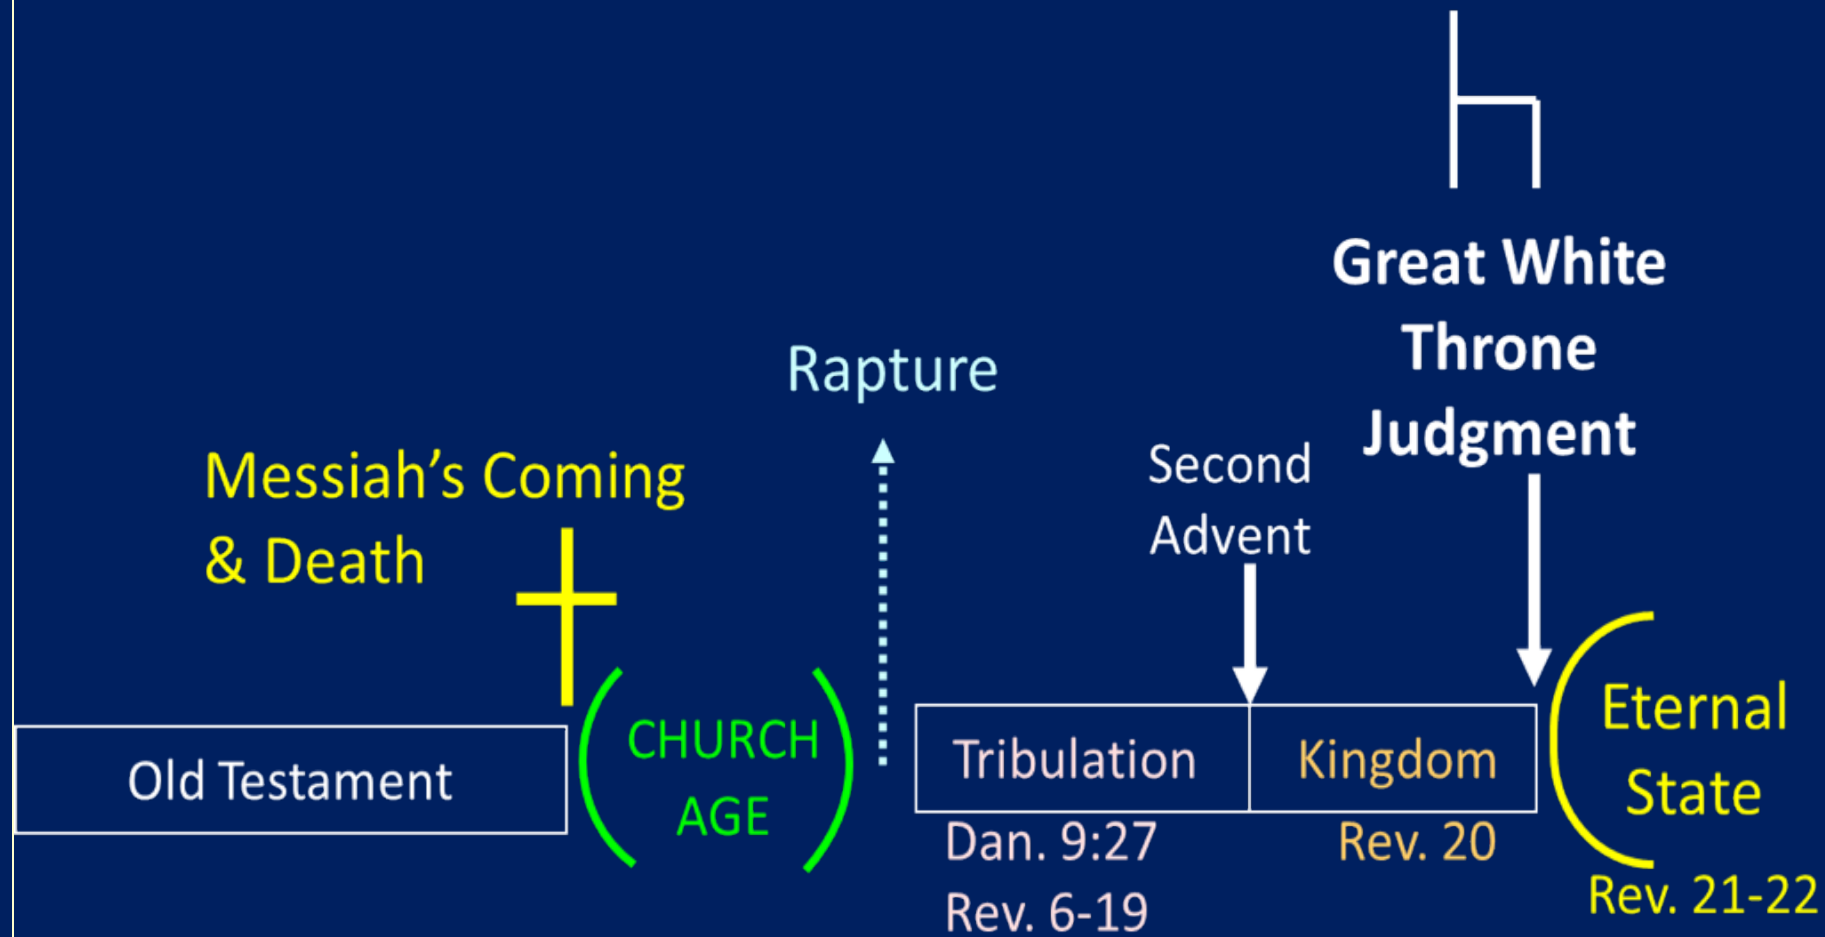 Great White
Throne
Judgment
Rapture
Messiah’s Coming
& Death
Second
Advent
Old Testament
CHURCH
AGE
Tribulation
Kingdom
Eternal
State
Dan. 9:27
Rev. 6-19
Rev. 20
Rev. 21-22